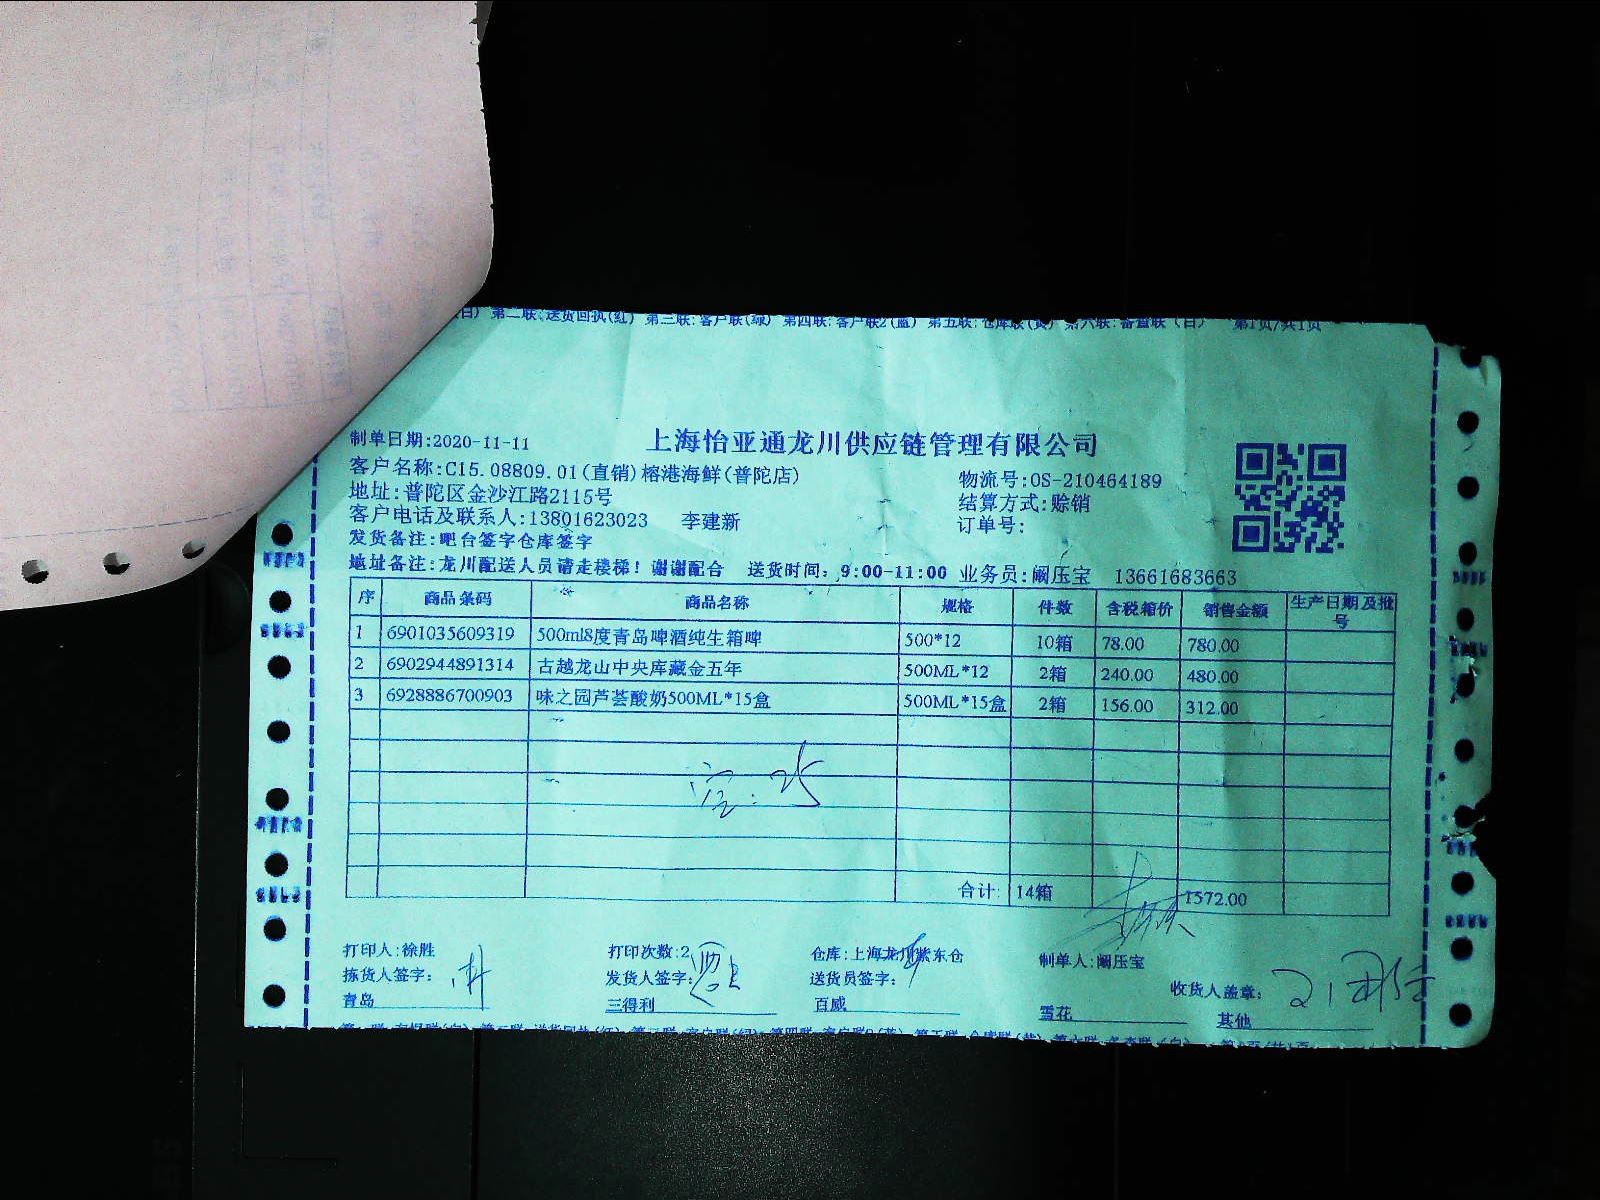 第二联:送货回执(红) 第三联:客户联(绿) 第四联:客户联2(蓝) 第五联:仓库联(黄) 第六联:备查联(白) 第1页/共1页
制单日期:2020-11-11
上海怡亚通龙川供应链管理有限公司
客户名称:C15.08809.01(直销)榕港海鲜(普陀店)
物流号:OS-210464189
地址:普陀区金沙江路2115号
结算方式:赊销
客户电话及联系人:13801623023 李建新
订单号:
发货备注:吧台签字仓库签字
地址备注:龙川配送人员请走楼梯!谢谢配合 送货时间:9:00-11:00 业务员:阚压宝 13661683663
序 商品条码 商品名称 规格 件数 含税箱价 销售金额 生产日期及批号
1 6901035609319 500ml8度青岛啤酒纯生箱啤 500*12 10箱 78.00 780.00
2 6902944891314 古越龙山中央库藏金五年 500ML*12 2箱 240.00 480.00
3 6928886700903 味之园芦荟酸奶500ML*15盒 500ML*15盒 2箱 156.00 312.00
合计: 14箱 1572.00
打印人:徐胜 打印次数:2 仓库:上海龙川紫东仓 制单人:阚压宝
拣货人签字: 发货人签字: 送货员签字: 收货人盖章:
青岛 三得利 百威 雪花 其他